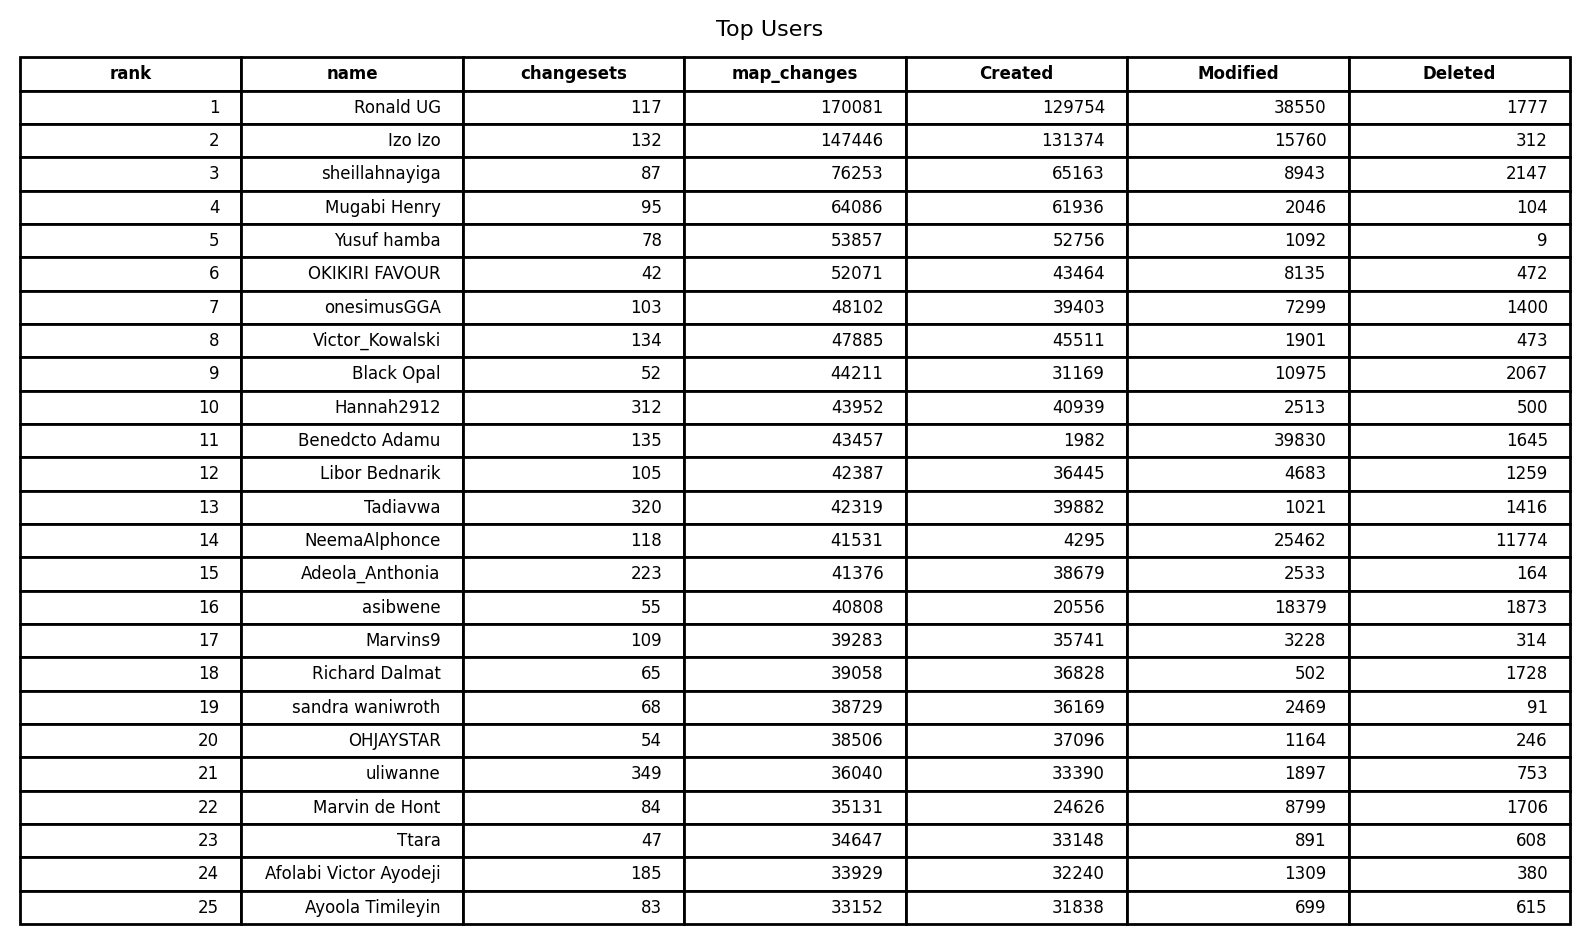 Top Users
rank name changesets map_changes Created Modified Deleted
1 Ronald UG 117 170081 129754 38550 1777
2 Izo Izo 132 147446 131374 15760 312
3 sheillahnayiga 87 76253 65163 8943 2147
4 Mugabi Henry 95 64086 61936 2046 104
5 Yusuf hamba 78 53857 52756 1092 9
6 OKIKIRI FAVOUR 42 52071 43464 8135 472
7 onesimusGGA 103 48102 39403 7299 1400
8 Victor_Kowalski 134 47885 45511 1901 473
9 Black Opal 52 44211 31169 10975 2067
10 Hannah2912 312 43952 40939 2513 500
11 Benedcto Adamu 135 43457 1982 39830 1645
12 Libor Bednarik 105 42387 36445 4683 1259
13 Tadiavwa 320 42319 39882 1021 1416
14 NeemaAlphonce 118 41531 4295 25462 11774
15 Adeola_Anthonia 223 41376 38679 2533 164
16 asibwene 55 40808 20556 18379 1873
17 Marvins9 109 39283 35741 3228 314
18 Richard Dalmat 65 39058 36828 502 1728
19 sandra waniwroth 68 38729 36169 2469 91
20 OHJAYSTAR 54 38506 37096 1164 246
21 uliwanne 349 36040 33390 1897 753
22 Marvin de Hont 84 35131 24626 8799 1706
23 Ttara 47 34647 33148 891 608
24 Afolabi Victor Ayodeji 185 33929 32240 1309 380
25 Ayoola Timileyin 83 33152 31838 699 615